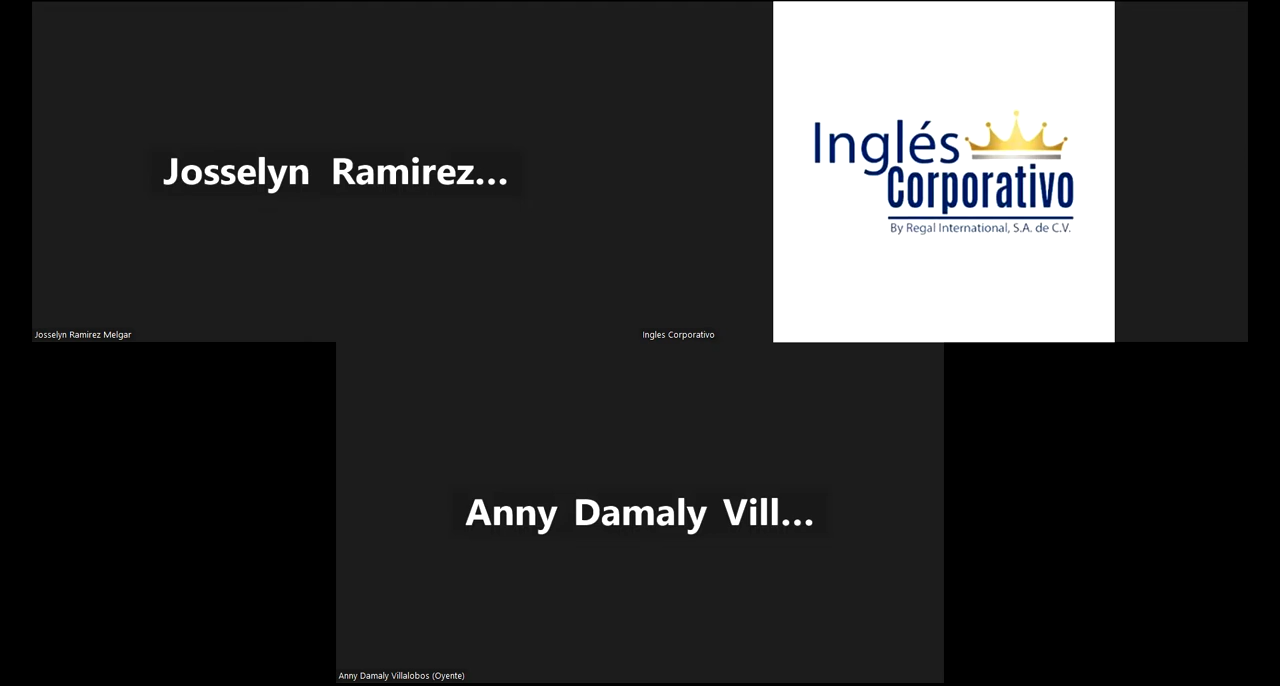 Josselyn Ramirez...
Josselyn Ramirez Melgar
Inglés
Corporativo
By Regal International, S.A. de C.V.
Ingles Corporativo
Anny Damaly Vill...
Anny Damaly Villalobos (Oyente)